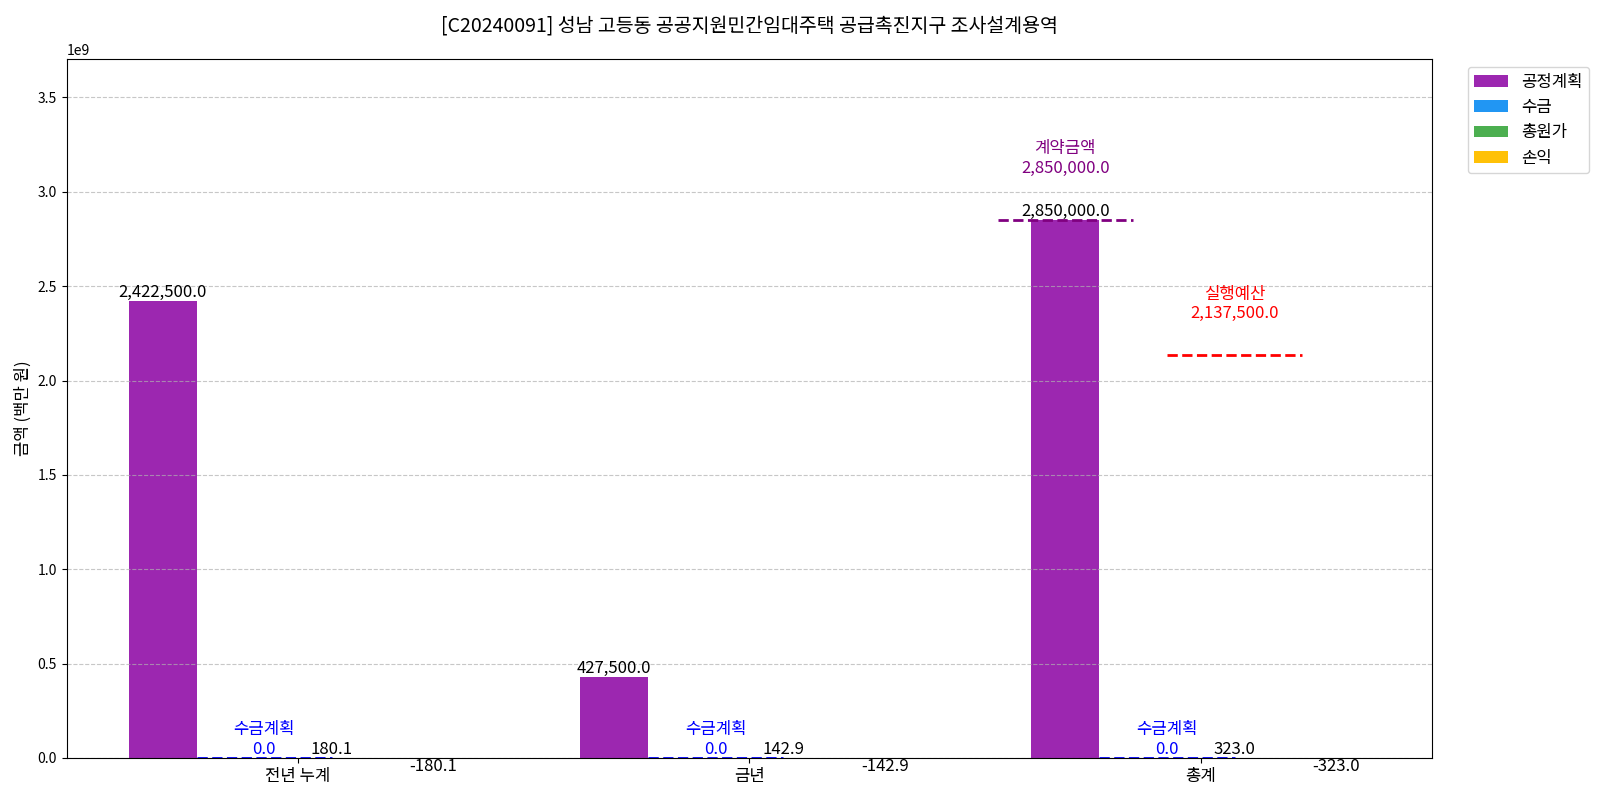 [C20240091] 성남 고등동 공공지원민간임대주택 공급촉진지구 조사설계용역
1e9
공정계획
수금
총원가
손익
3.5
3.0
2.5
2.0
1.5
1.0
0.5
0.0
금액 (백만 원)
계약금액
2,850,000.0
2,850,000.0
실행예산
2,137,500.0
2,422,500.0
427,500.0
수금계획
0.0
180.1
-180.1
수금계획
0.0
142.9
-142.9
수금계획
0.0
323.0
-323.0
전년 누계
금년
총계